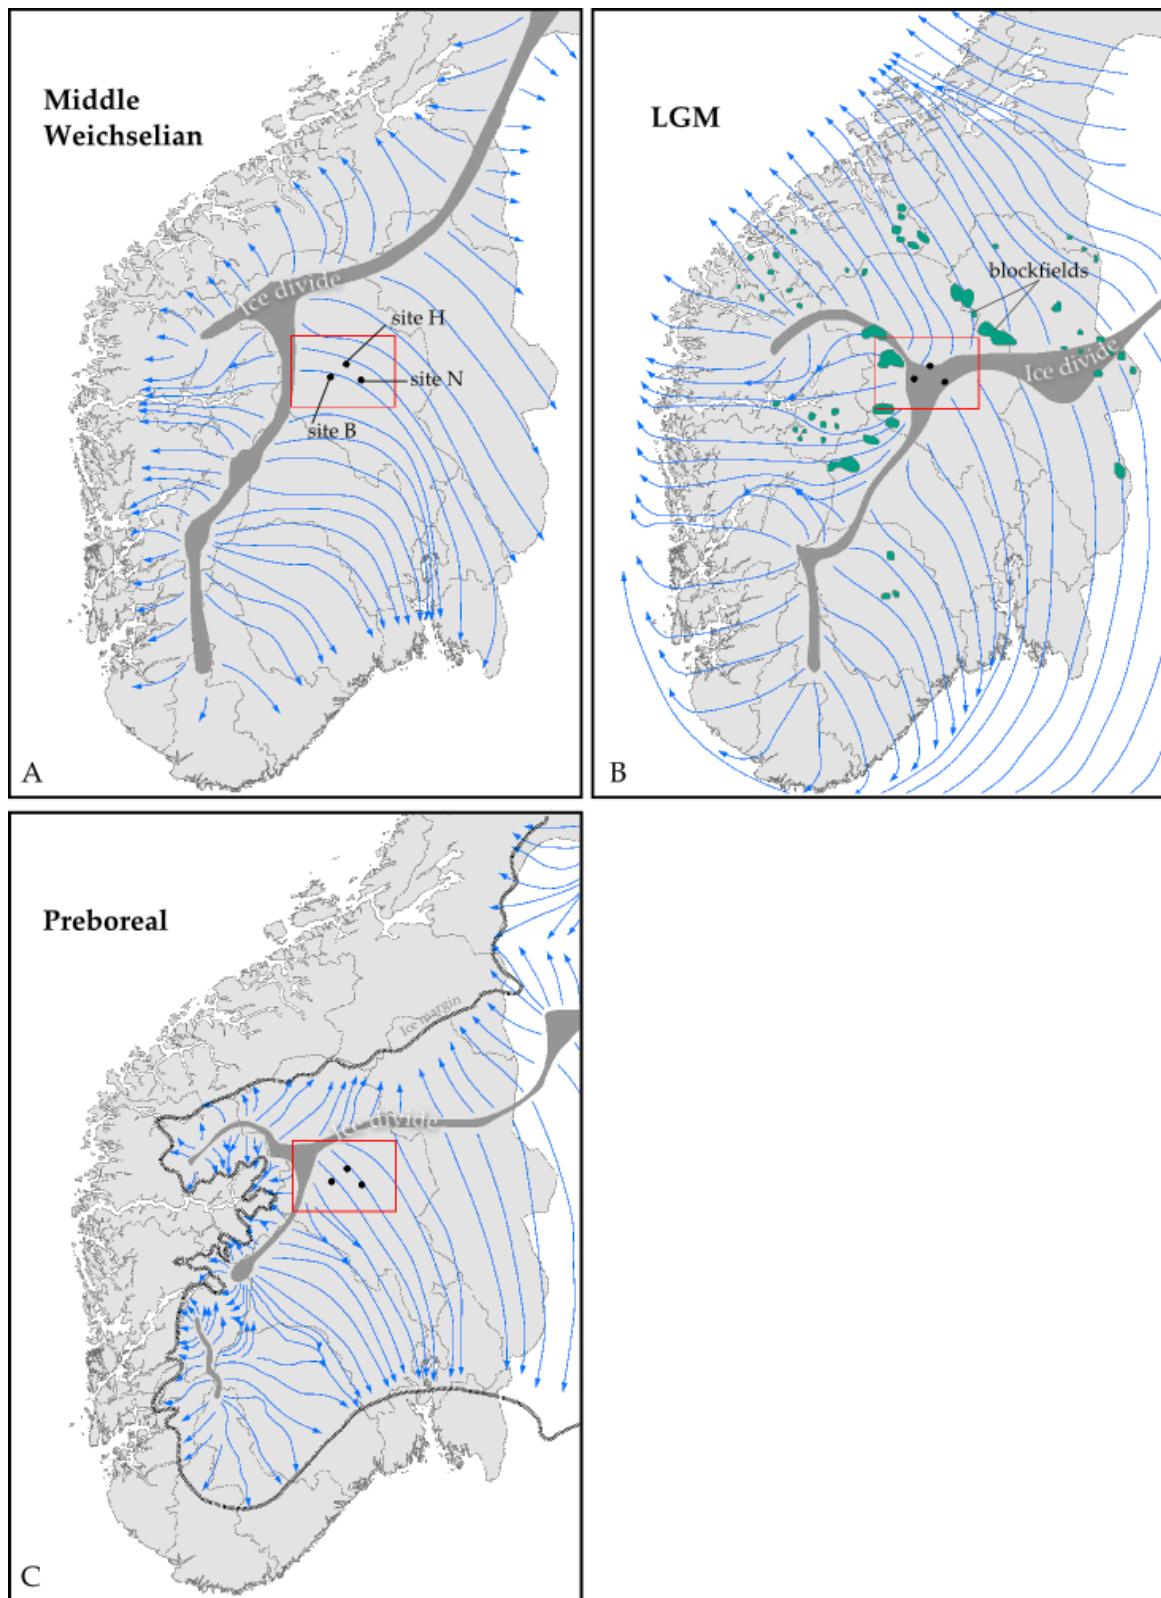 Middle
Weichselian
Ice divide
site H
site N
site B
A
LGM
blockfields
Ice divide
B
Preboreal
Ice margin
Ice divide
C